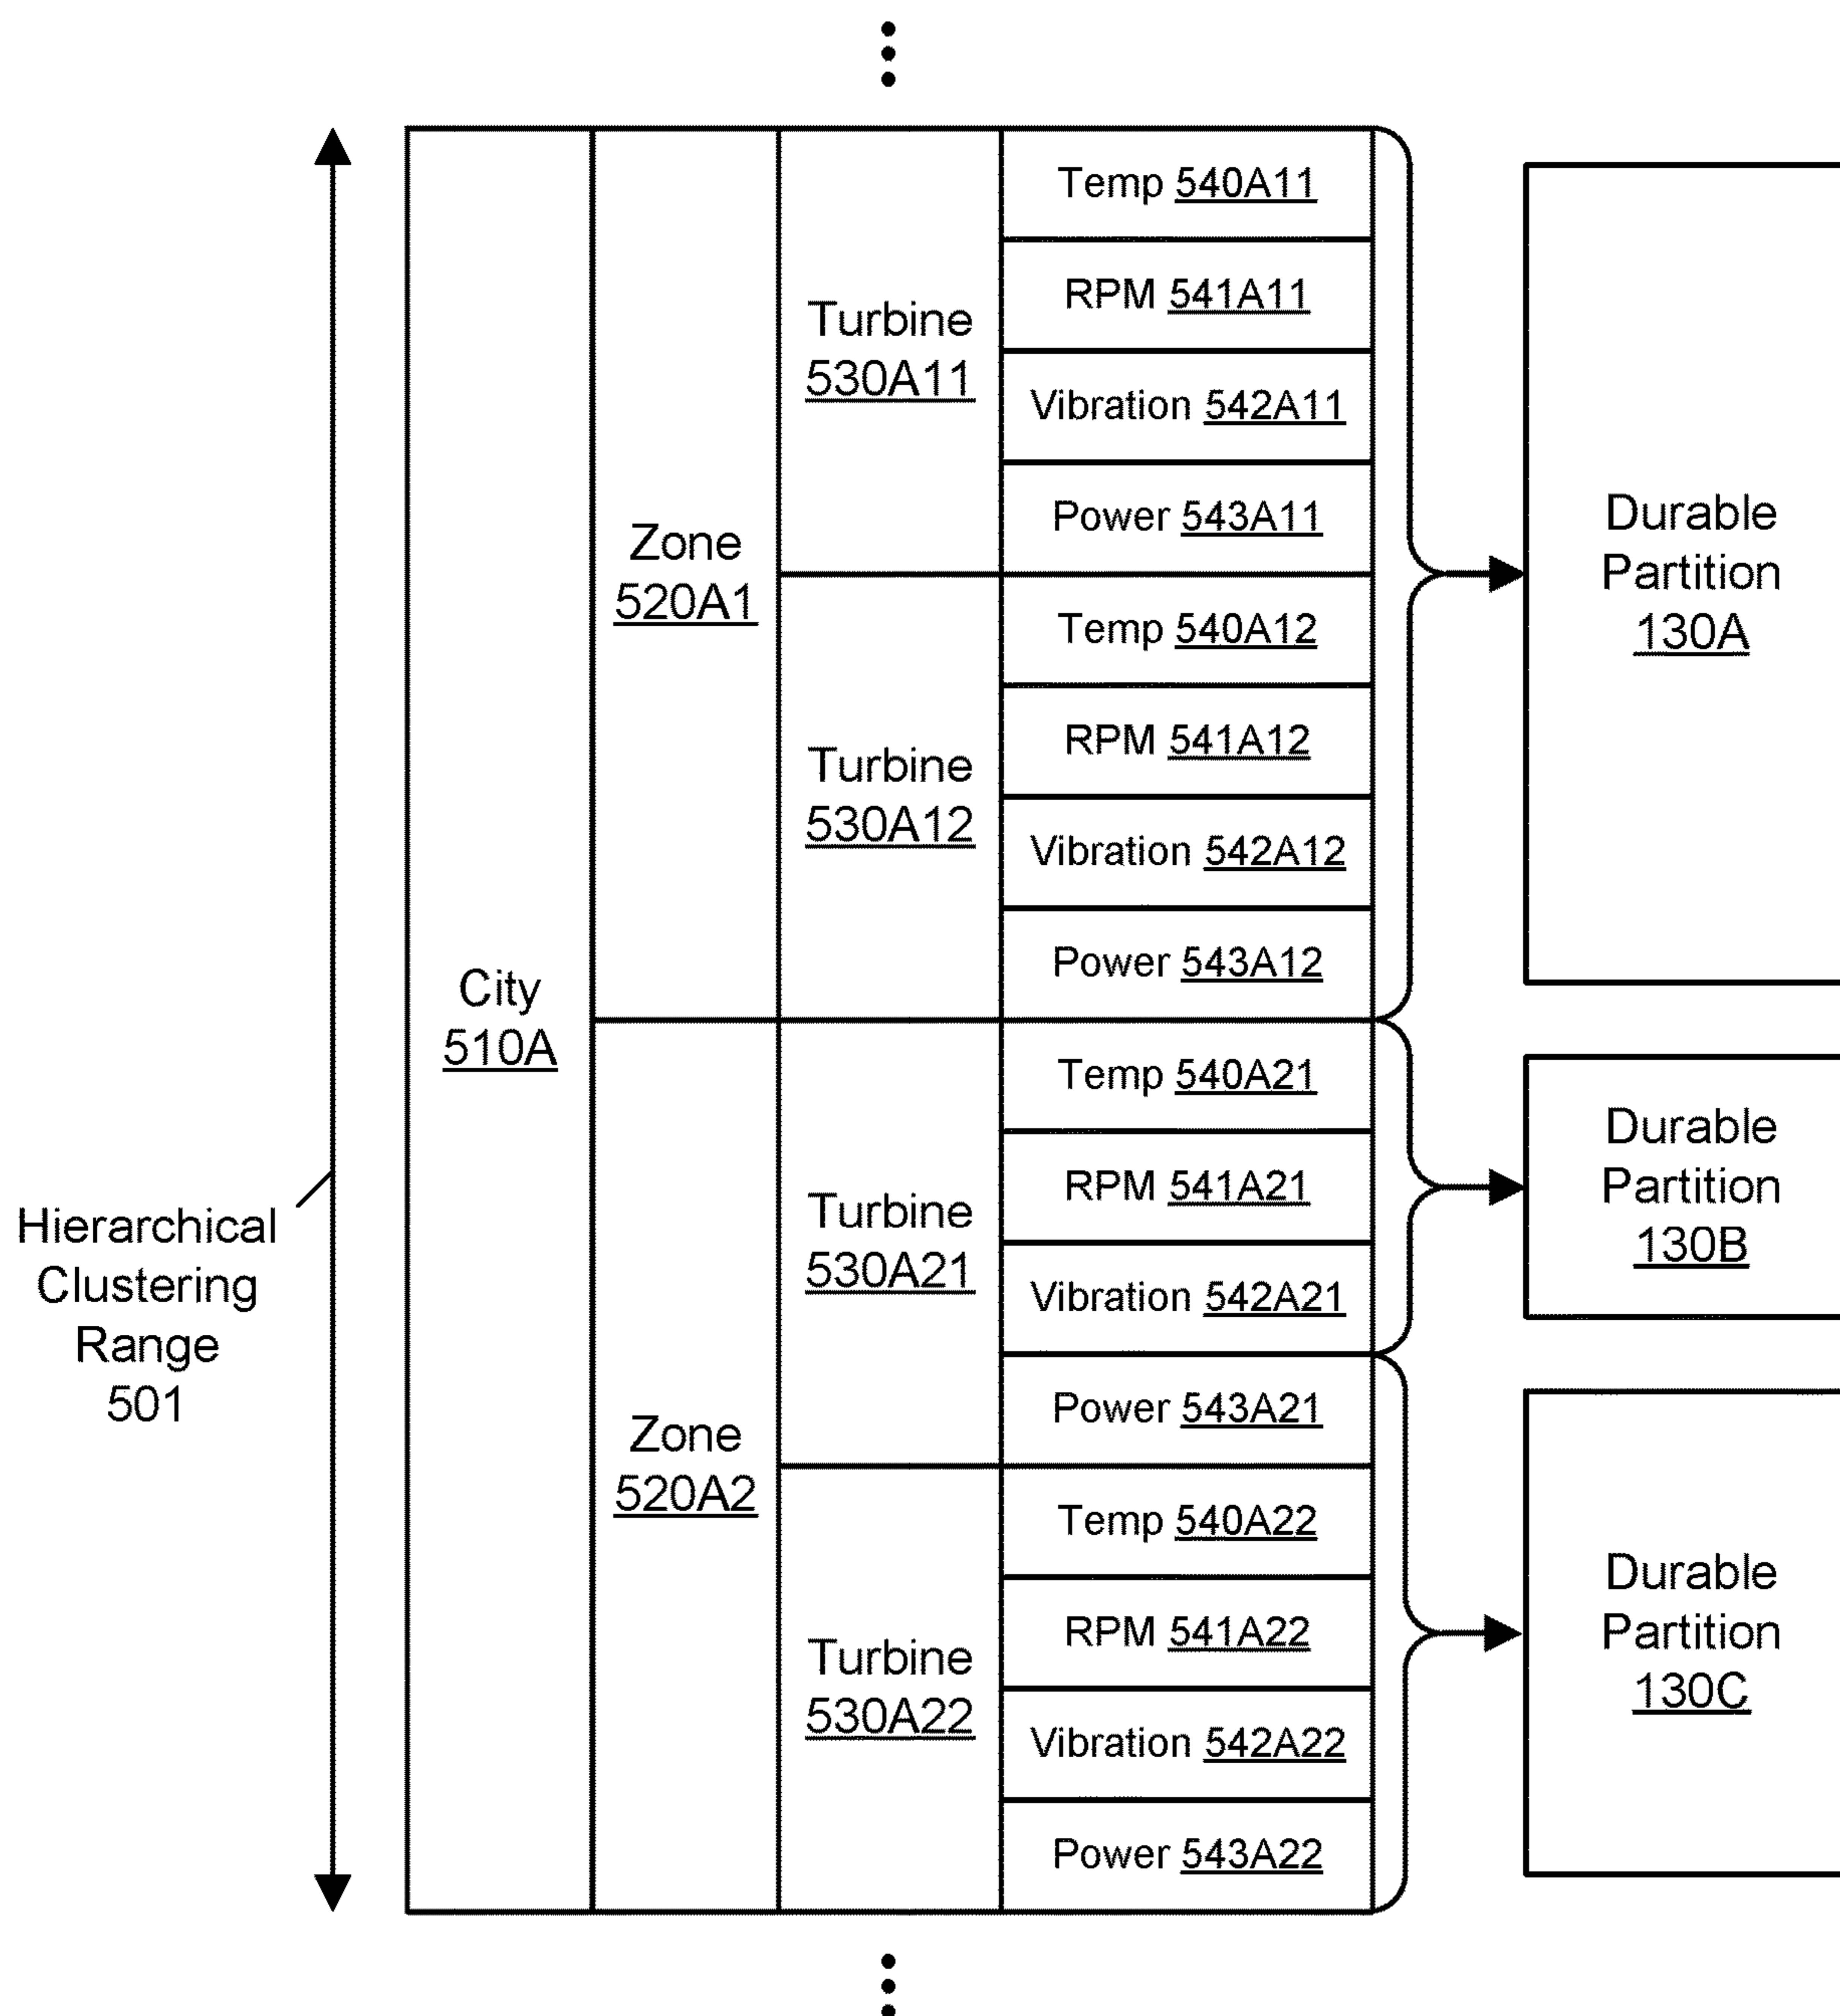 Hierarchical
Clustering
Range
501
City
510A
Zone
520A1
Turbine
530A11
Temp 540A11
RPM 541A11
Vibration 542A11
Power 543A11
Turbine
530A12
Temp 540A12
RPM 541A12
Vibration 542A12
Power 543A12
Zone
520A2
Turbine
530A21
Temp 540A21
RPM 541A21
Vibration 542A21
Power 543A21
Turbine
530A22
Temp 540A22
RPM 541A22
Vibration 542A22
Power 543A22
Durable
Partition
130A
Durable
Partition
130B
Durable
Partition
130C